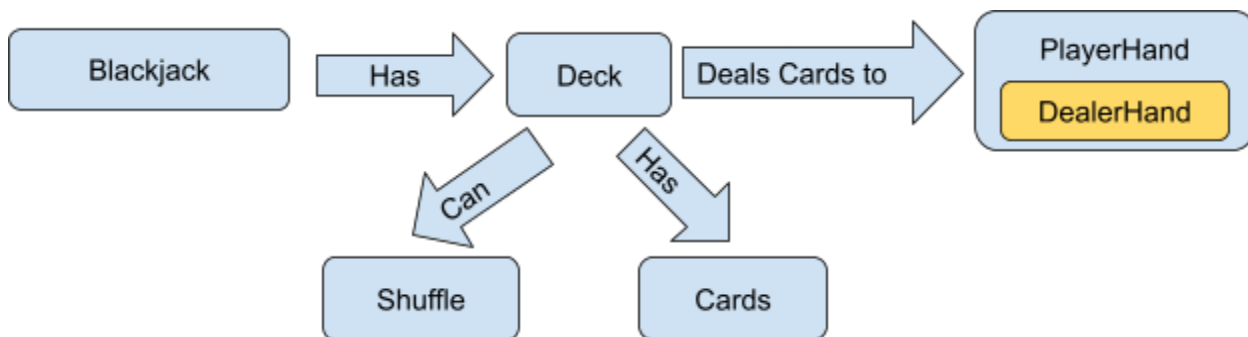 Blackjack
Has
Deck
Deals Cards to
PlayerHand
DealerHand
Can
Has
Shuffle
Cards